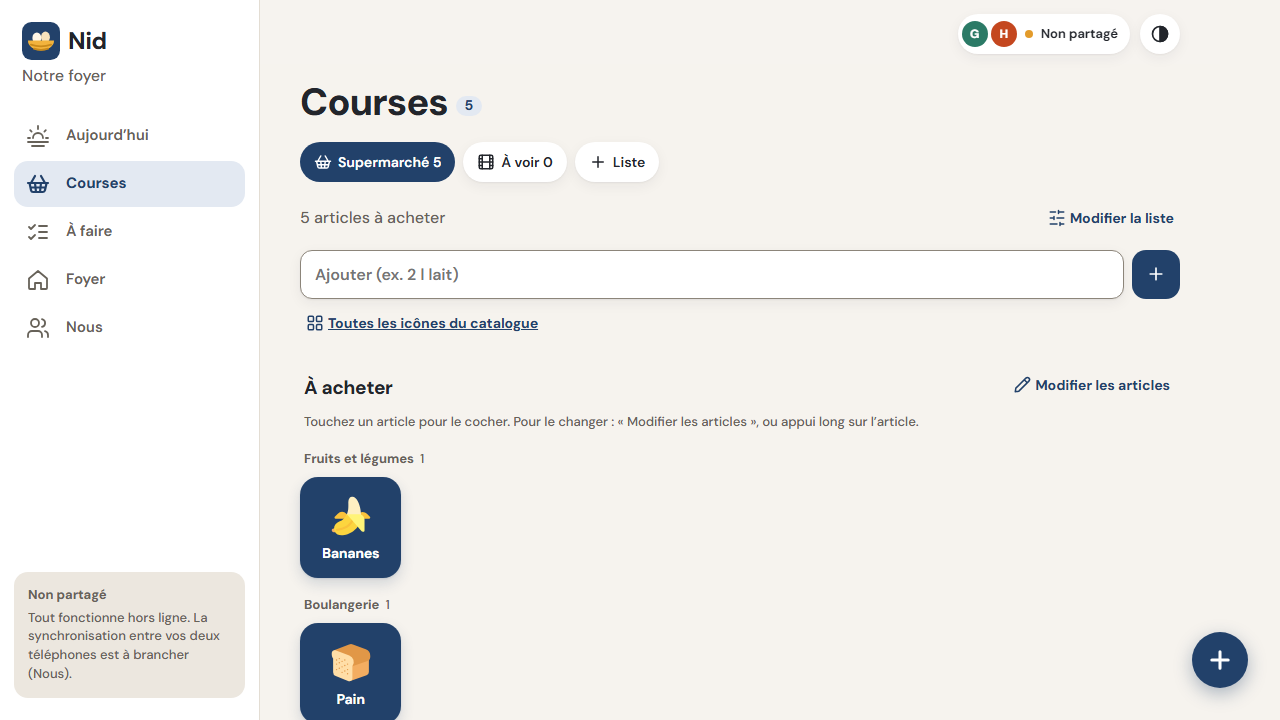 Nid
Notre foyer
Aujourd’hui
Courses
À faire
Foyer
Nous
Non partagé
Tout fonctionne hors ligne. La
synchronisation entre vos deux
téléphones est à brancher
(Nous).
G H Non partagé
Courses 5
Supermarché 5 À voir 0 Liste
5 articles à acheter Modifier la liste
Ajouter (ex. 2 l lait)
Toutes les icônes du catalogue
À acheter Modifier les articles
Touchez un article pour le cocher. Pour le changer : « Modifier les articles », ou appui long sur l’article.
Fruits et légumes 1
Bananes
Boulangerie 1
Pain